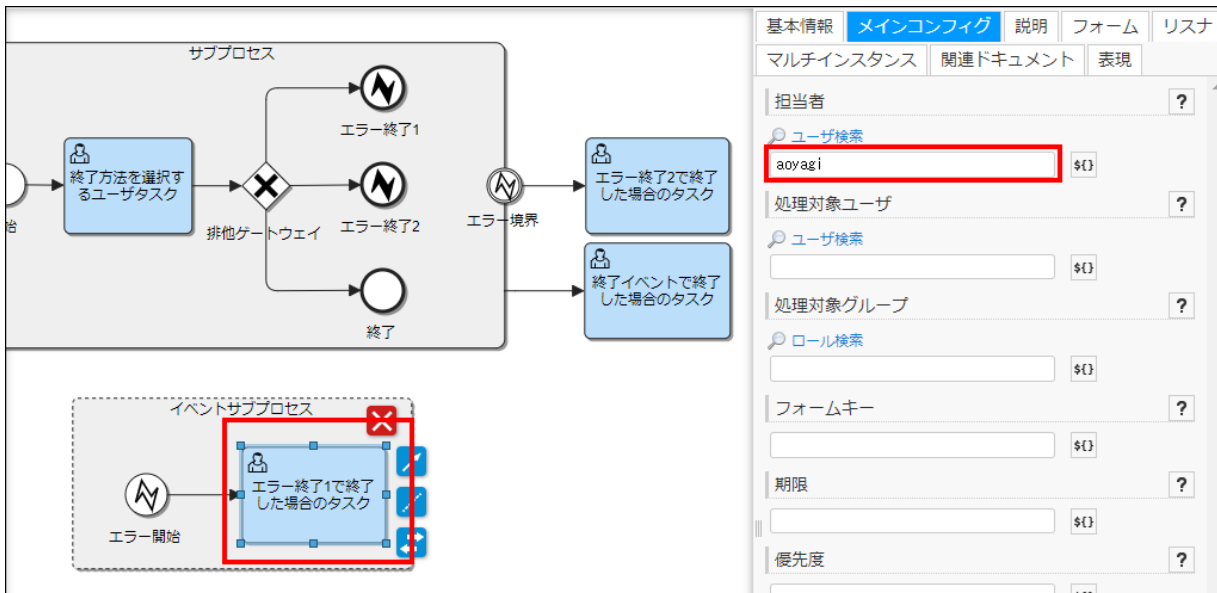 サブプロセス
エラー終了1
終了方法を選択す
るユーザタスク
排他ゲートウェイ
エラー終了2
エラー境界
エラー終了2で終了
した場合のタスク
終了イベントで終了
した場合のタスク
始
終了
イベントサブプロセス
エラー終了1で終了
した場合のタスク
エラー開始
基本情報
メインコンフィグ
説明
フォーム
リスナ
マルチインスタンス
関連ドキュメント
表現
担当者
?
ユーザ検索
aoyagi
${}
処理対象ユーザ
?
ユーザ検索
${}
処理対象グループ
?
ロール検索
${}
フォームキー
?
${}
期限
?
${}
優先度
?